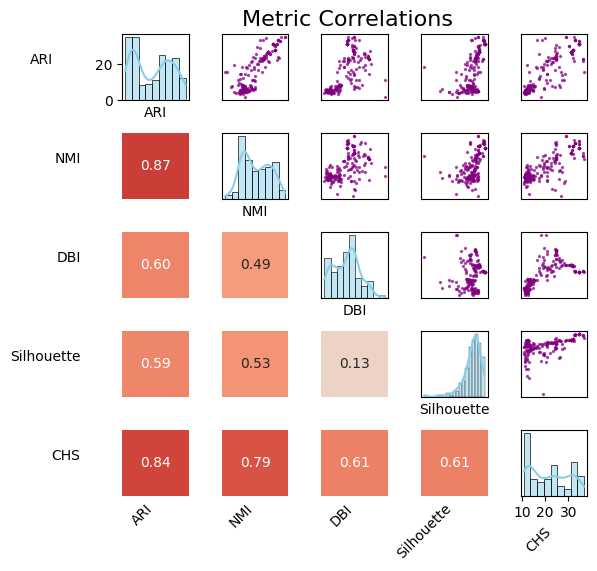 Metric Correlations
ARI
20
0
ARI
NMI
0.87
NMI
DBI
0.60
0.49
DBI
Silhouette
0.59
0.53
0.13
Silhouette
CHS
0.84
0.79
0.61
0.61
10 20 30
ARI
NMI
DBI
Silhouette
CHS